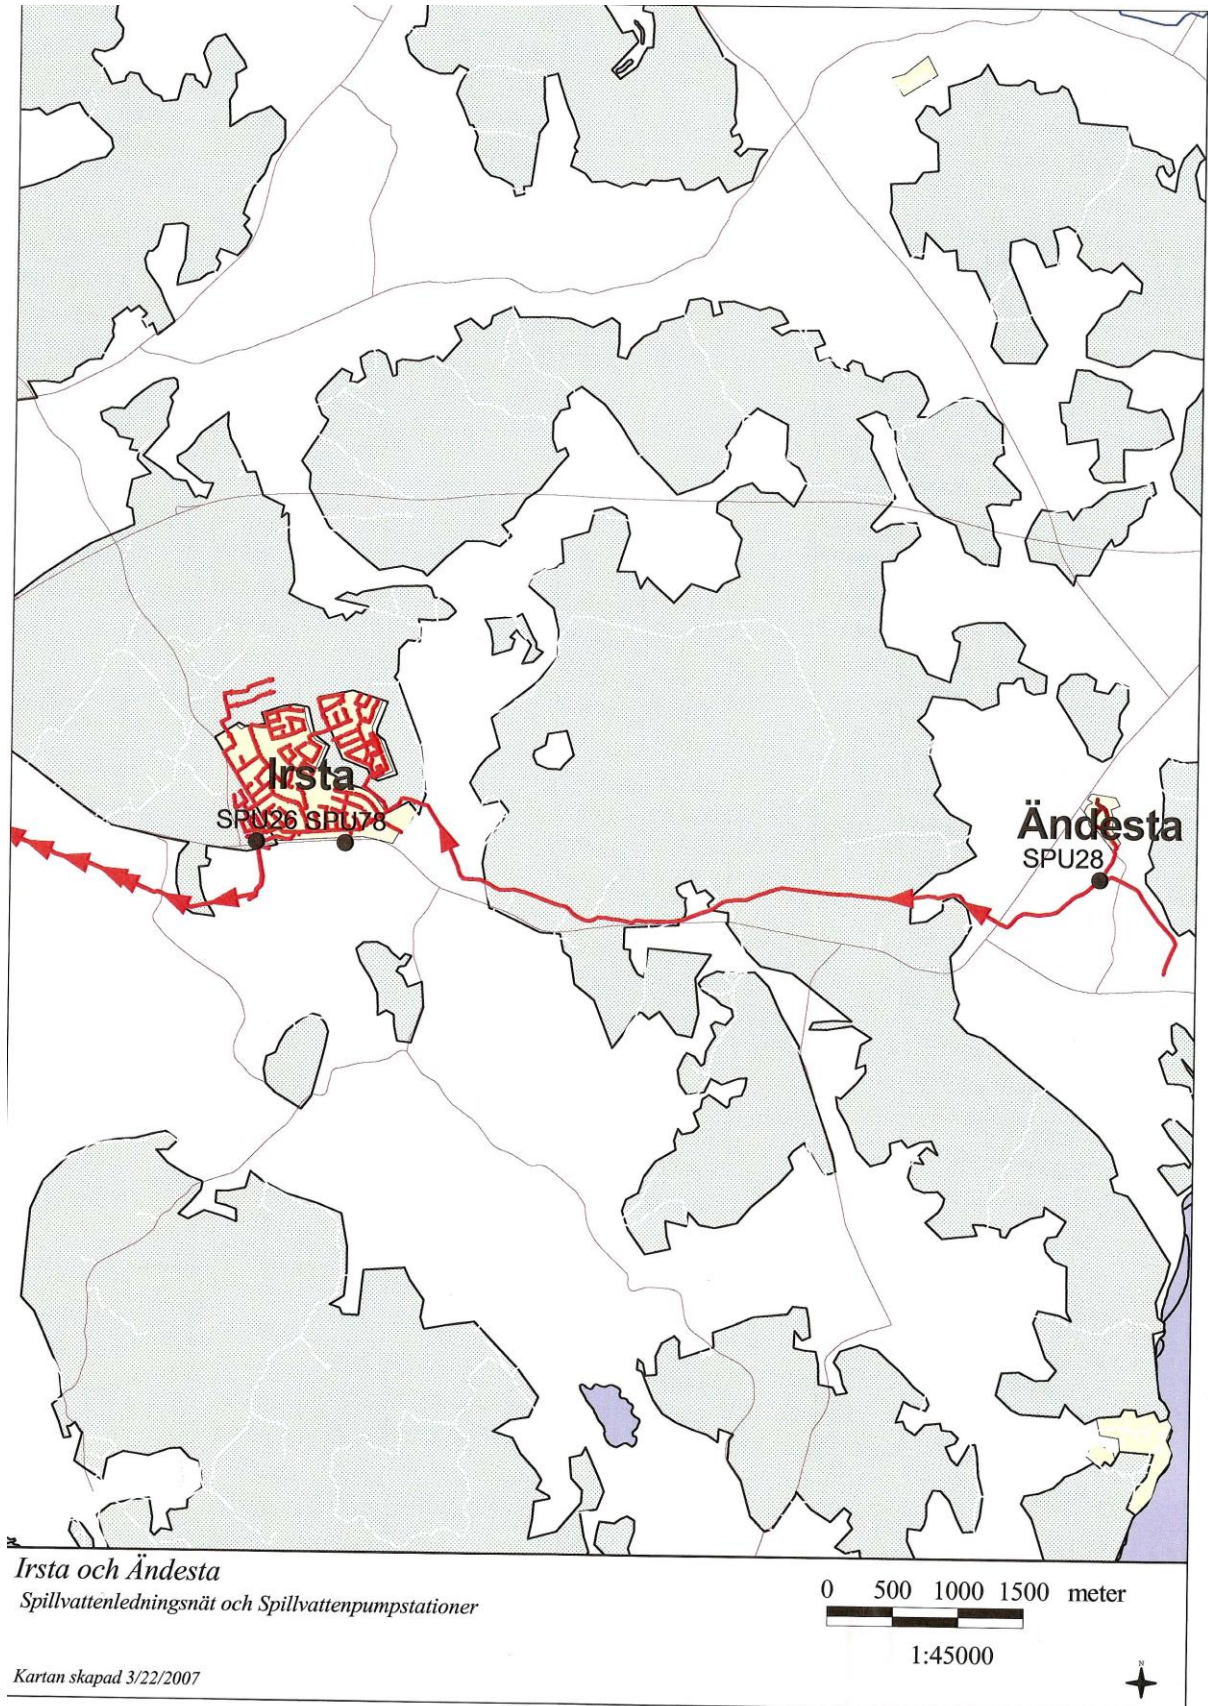 Irsta
SPU26 SPU78
Ändesta
SPU28
Irsta och Ändesta
Spillvattenledningsnät och Spillvattenpumpstationer
0 500 1000 1500 meter
1:45000
Kartan skapad 3/22/2007
N